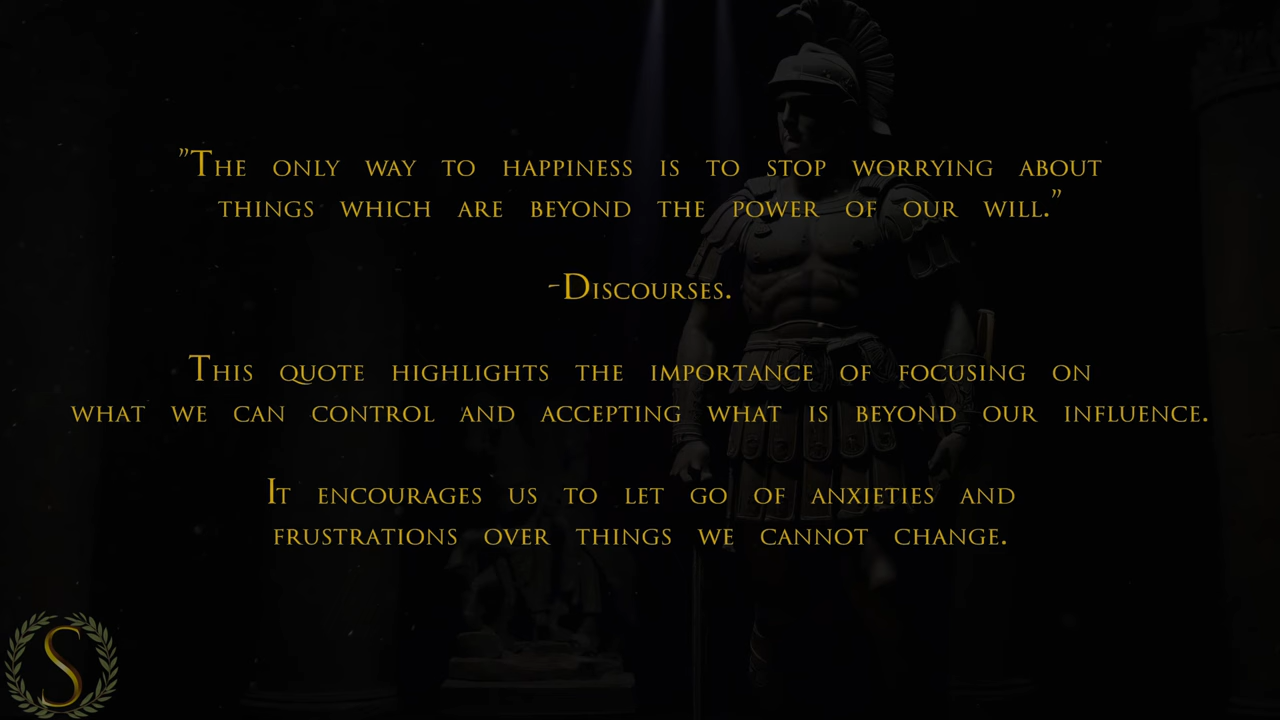 ”The only way to happiness is to stop worrying about
things which are beyond the power of our will.”
-Discourses.
This quote highlights the importance of focusing on
what we can control and accepting what is beyond our influence.
It encourages us to let go of anxieties and
frustrations over things we cannot change.
S